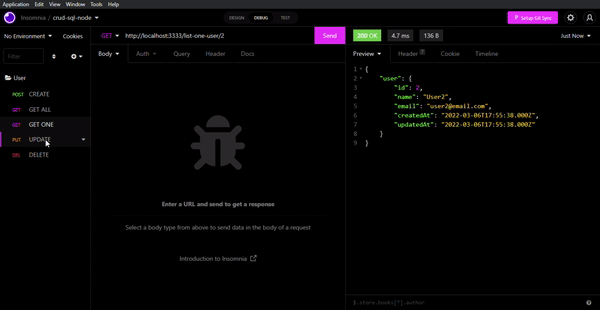 Application Edit View Window Tools Help
Insomnia / crud-sql-node
DESIGN DEBUG TEST
Setup Git Sync
No Environment Cookies
GET http://localhost:3333/list-one-user/2 Send
200 OK 4.7 ms 136 B Just Now
Filter
Body Auth Query Header Docs
Preview Header 7 Cookie Timeline
User
POST CREATE
GET GET ALL
GET GET ONE
PUT UPDATE
DEL DELETE
Enter a URL and send to get a response
Select a body type from above to send data in the body of a request
Introduction to Insomnia
1 {
2 "user": {
3 "id": 2,
4 "name": "User2",
5 "email": "user2@email.com",
6 "createdAt": "2022-03-06T17:55:38.000Z",
7 "updatedAt": "2022-03-06T17:55:38.000Z"
8 }
9 }
$.store.books[*].author